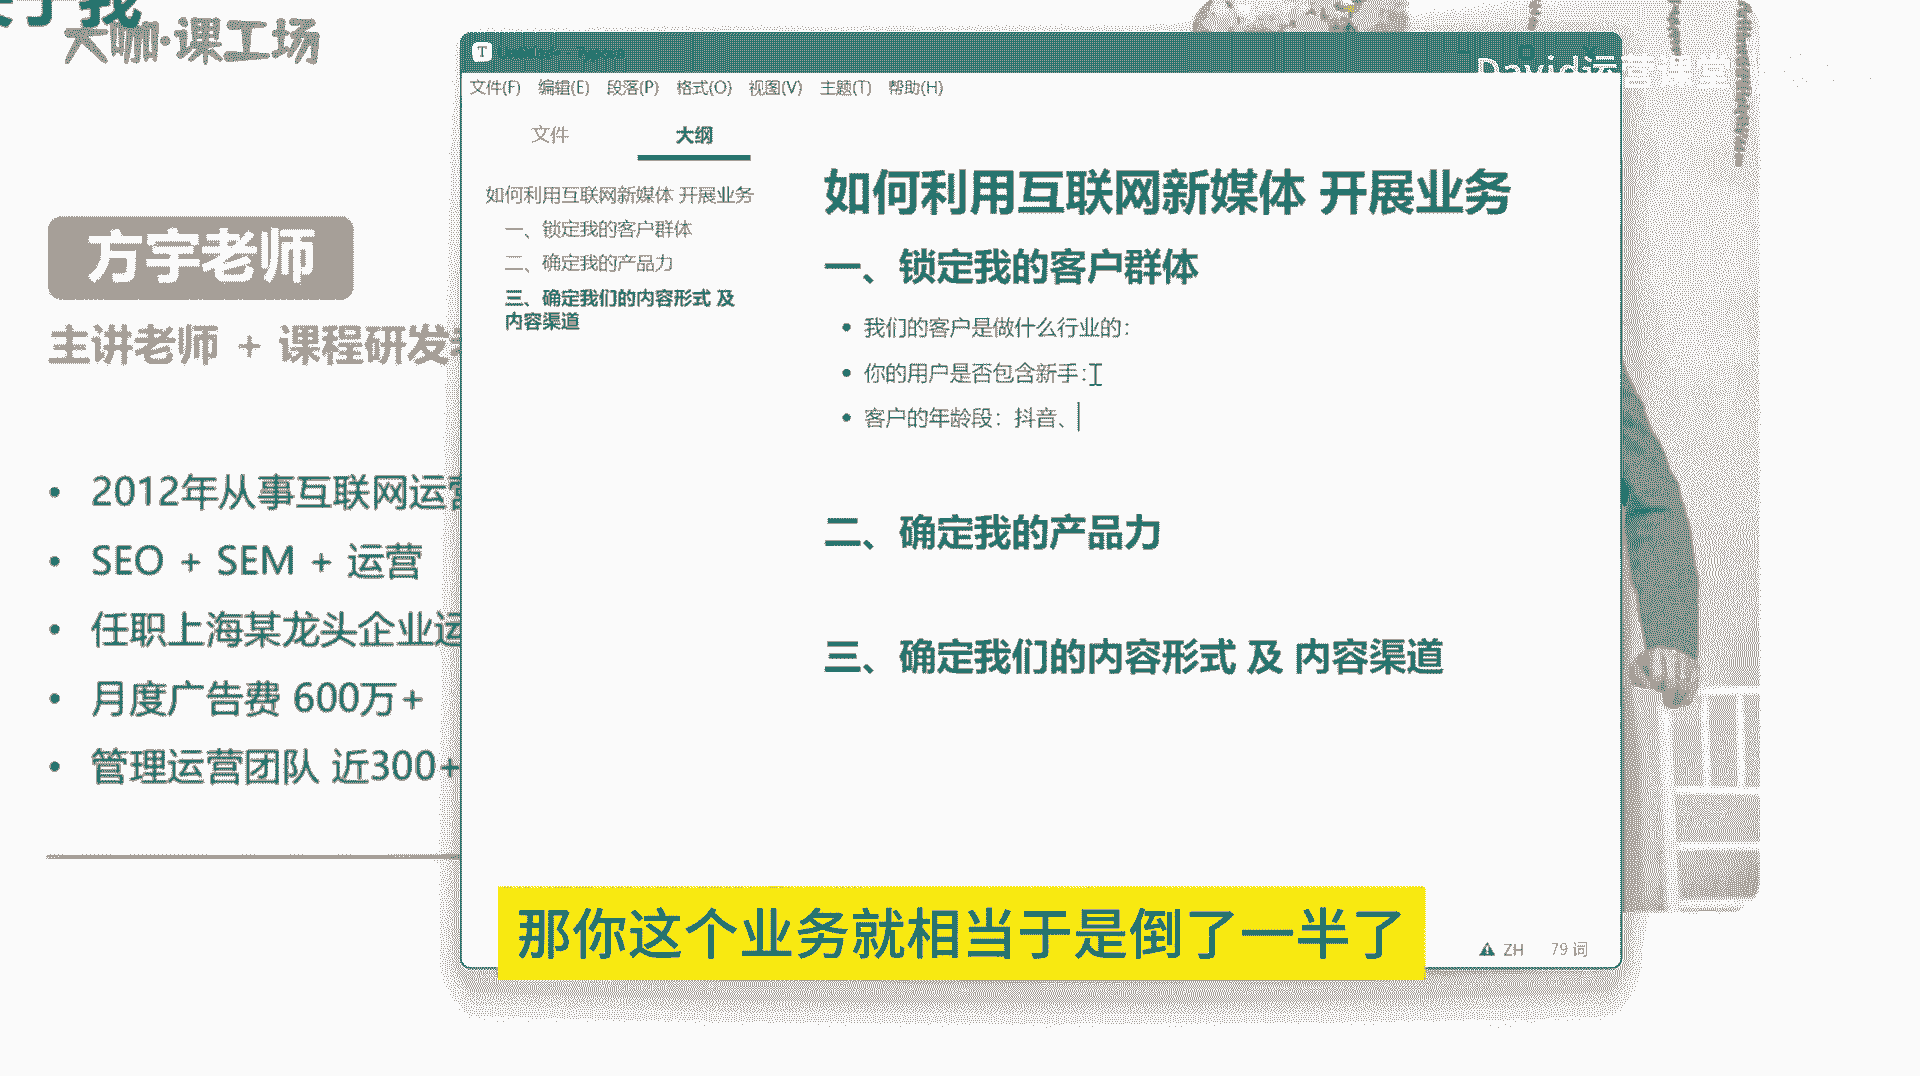 大咖·课工场
方宇老师
主讲老师 + 课程研发
2012年从事互联网运营
SEO + SEM + 运营
任职上海某龙头企业运
月度广告费 600万+
管理运营团队 近300+
David运营课堂
文件(F) 编辑(E) 段落(P) 格式(O) 视图(V) 主题(T) 帮助(H)
文件 大纲
如何利用互联网新媒体 开展业务
一、锁定我的客户群体
二、确定我的产品力
三、确定我们的内容形式 及
内容渠道
如何利用互联网新媒体 开展业务
一、锁定我的客户群体
我们的客户是做什么行业的：
你的用户是否包含新手：
客户的年龄段：抖音、
二、确定我的产品力
三、确定我们的内容形式 及 内容渠道
ZH 79 词
那你这个业务就相当于是倒了一半了